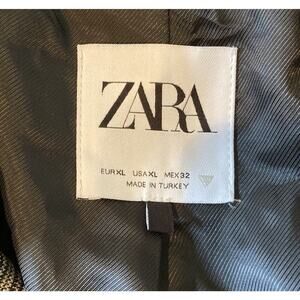 ZARA
EUR XL USA XL MEX 32
MADE IN TURKEY